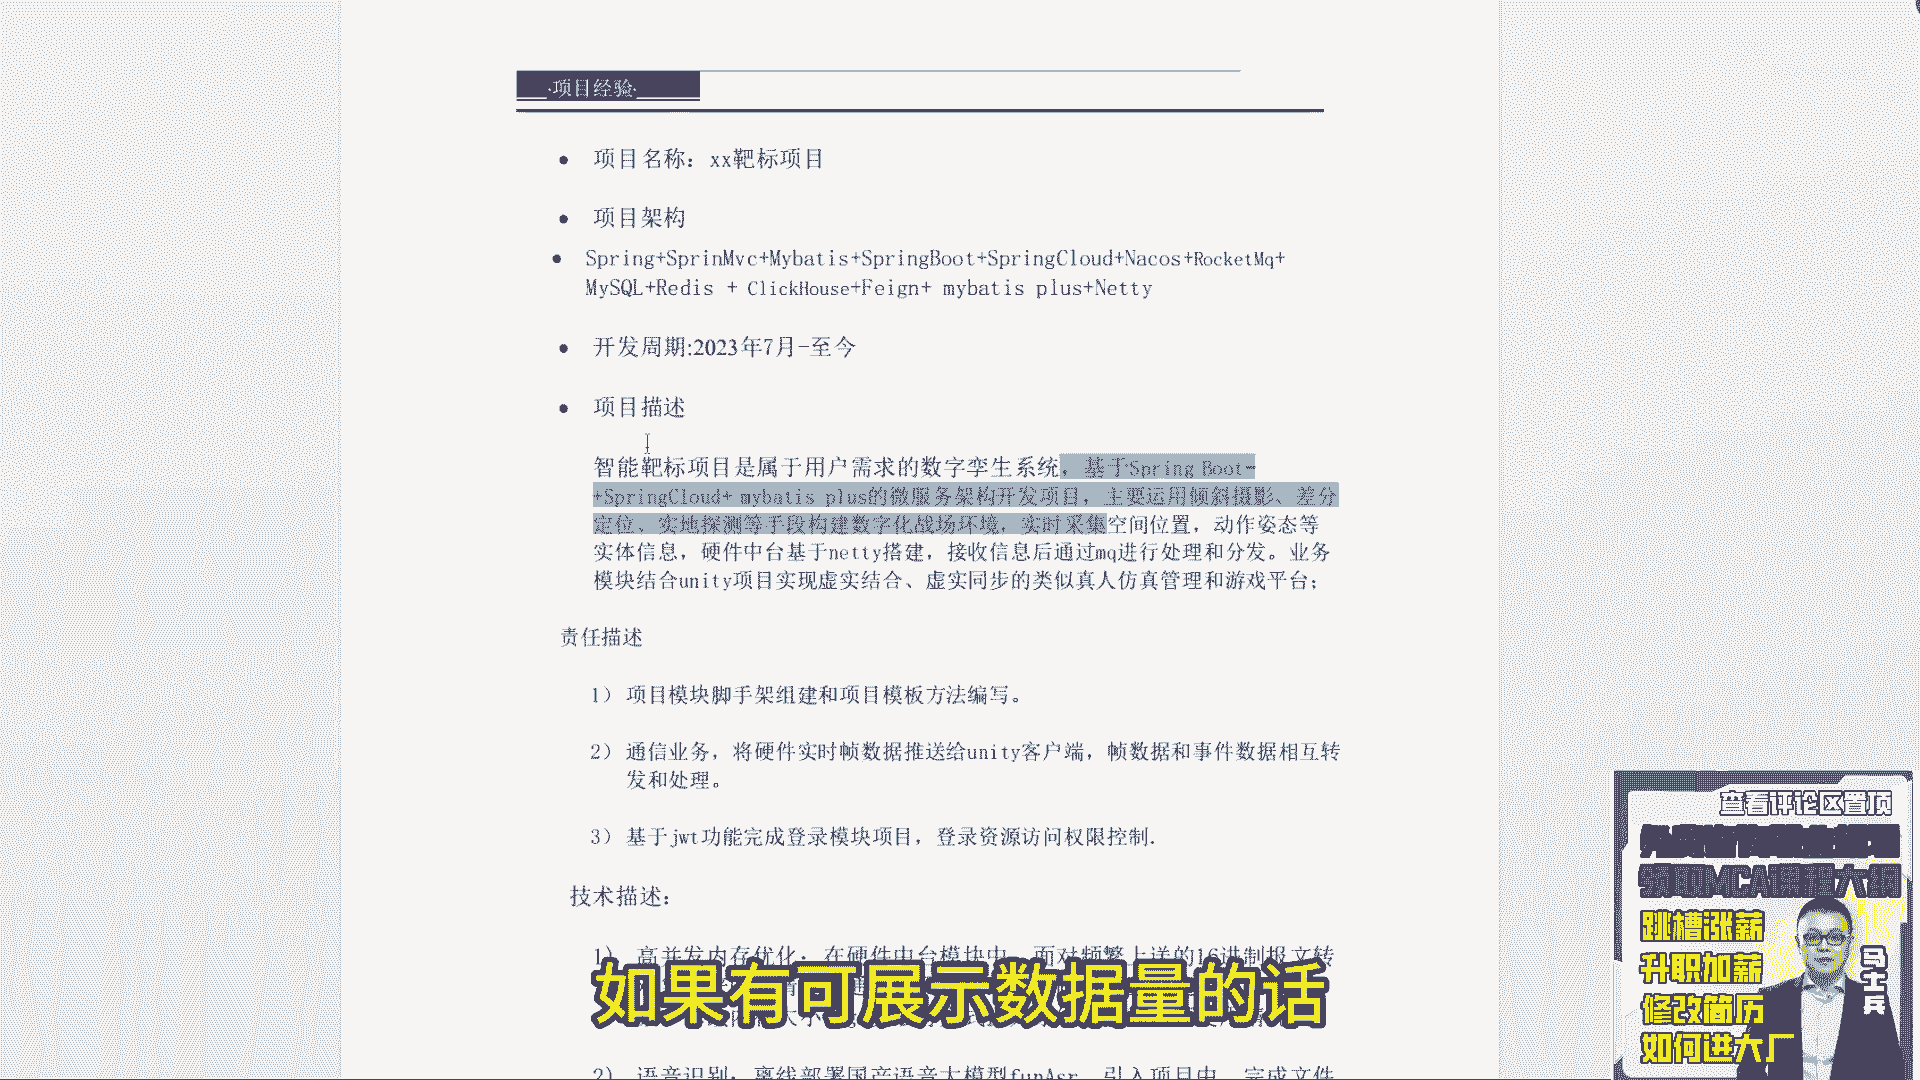 ·项目经验·
● 项目名称：xx靶标项目
● 项目架构
● Spring+SprinMvc+Mybatis+SpringBoot+SpringCloud+Nacos+RocketMq+
MySQL+Redis + ClickHouse+Feign+ mybatis plus+Netty
● 开发周期:2023年7月-至今
● 项目描述
智能靶标项目是属于用户需求的数字孪生系统，基于Spring Boot-
+SpringCloud+ mybatis plus的微服务架构开发项目，主要运用倾斜摄影、差分
定位、实地探测等手段构建数字化战场环境，实时采集空间位置，动作姿态等
实体信息，硬件中台基于netty搭建，接收信息后通过mq进行处理和分发。业务
模块结合unity项目实现虚实结合、虚实同步的类似真人仿真管理和游戏平台；
责任描述
1） 项目模块脚手架组建和项目模板方法编写。
2） 通信业务，将硬件实时帧数据推送给unity客户端，帧数据和事件数据相互转
发和处理。
3） 基于jwt功能完成登录模块项目，登录资源访问权限控制.
技术描述：
1） 高并发内存优化：在硬件中台模块中，面对频繁上送的16进制报文转
如果有可展示数据量的话
2） 语音识别：离线部署国产语音大模型funAsr，引入项目中，完成文件
查看评论区置顶
领取MCA课程大纲
跳槽涨薪
升职加薪
修改简历
如何进大厂
马士兵